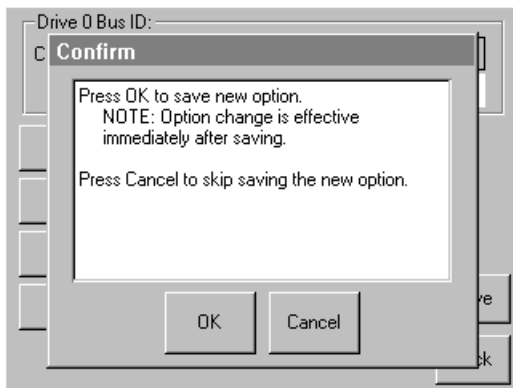 Drive 0 Bus ID:
Confirm
Press OK to save new option.
NOTE: Option change is effective
immediately after saving.
Press Cancel to skip saving the new option.
OK
Cancel